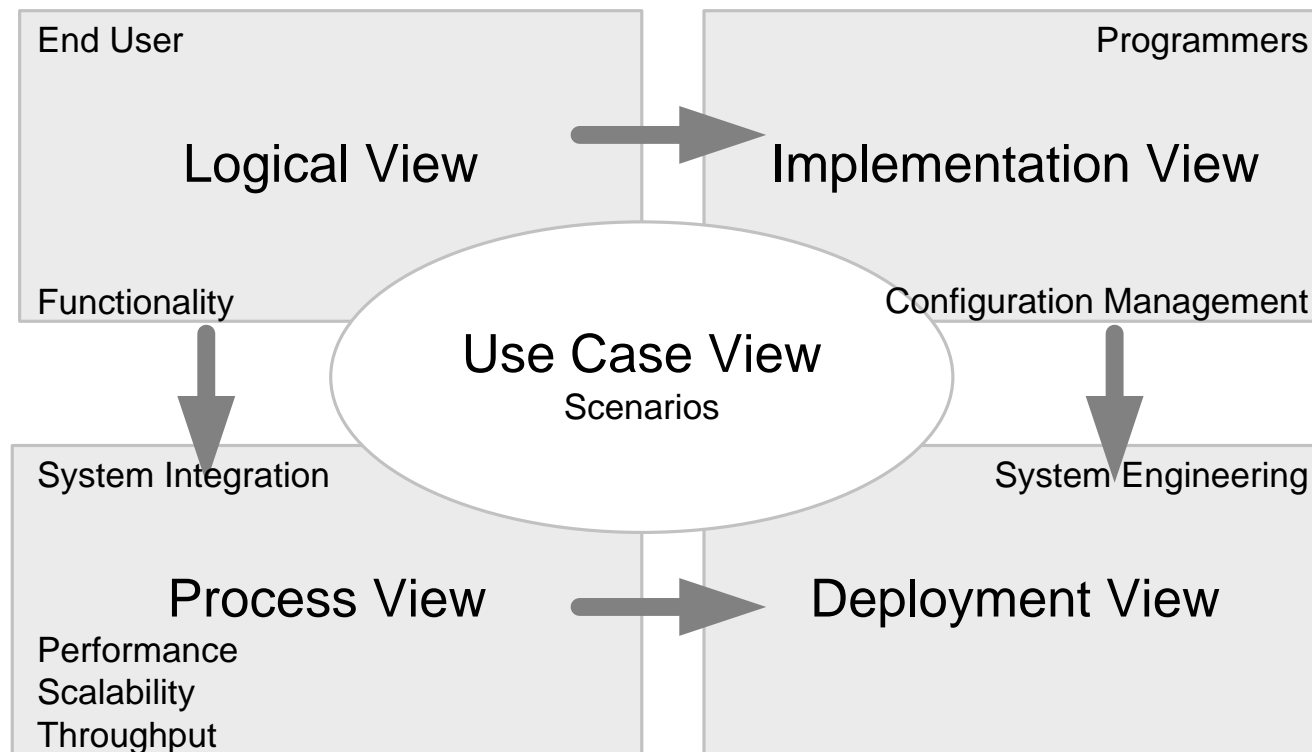 End User
Programmers
Logical View
Implementation View
Functionality
Configuration Management
Use Case View
Scenarios
System Integration
System Engineering
Process View
Deployment View
Performance
Scalability
Throughput